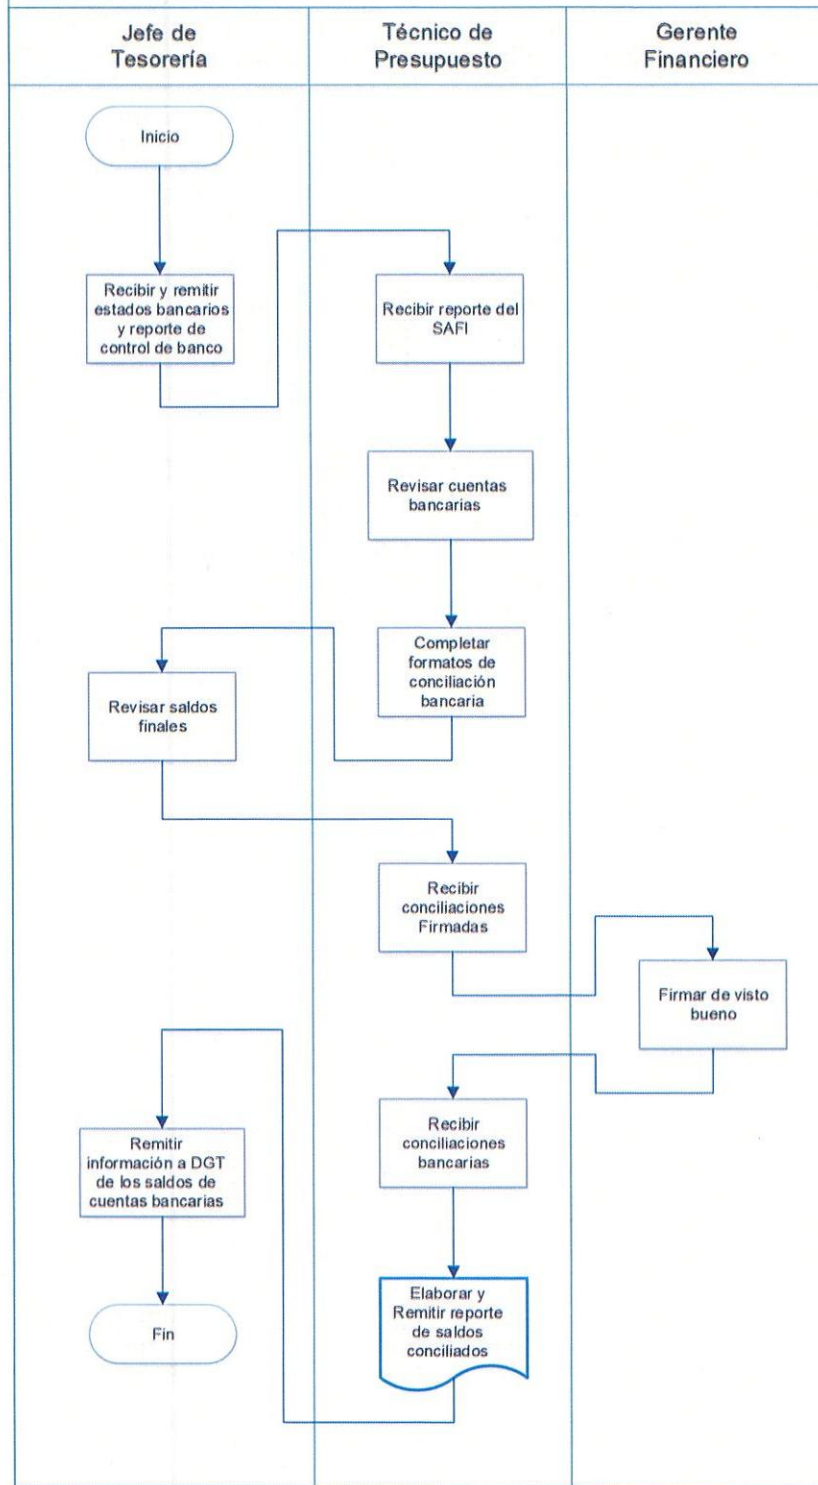 Jefe de
Tesorería
Técnico de
Presupuesto
Gerente
Financiero
Inicio
Recibir y remitir
estados bancarios
y reporte de
control de banco
Recibir reporte del
SAFI
Revisar cuentas
bancarias
Completar
formatos de
conciliación
bancaria
Revisar saldos
finales
Recibir
conciliaciones
Firmadas
Firmar de visto
bueno
Recibir
conciliaciones
bancarias
Elaborar y
Remitir reporte
de saldos
conciliados
Remitir
información a DGT
de los saldos de
cuentas bancarias
Fin